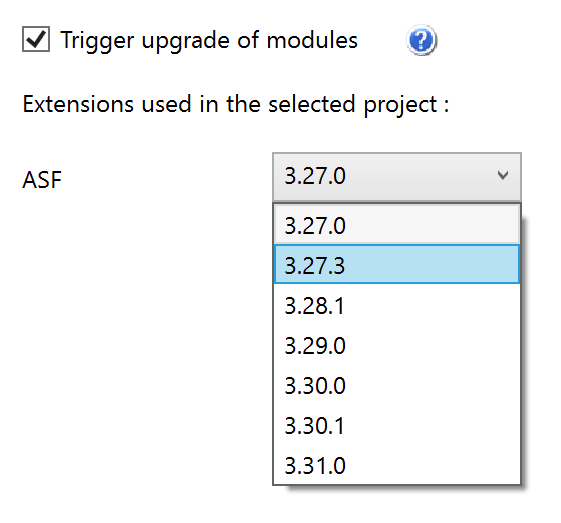 Trigger upgrade of modules ?
Extensions used in the selected project :
ASF 3.27.0
3.27.0
3.27.3
3.28.1
3.29.0
3.30.0
3.30.1
3.31.0